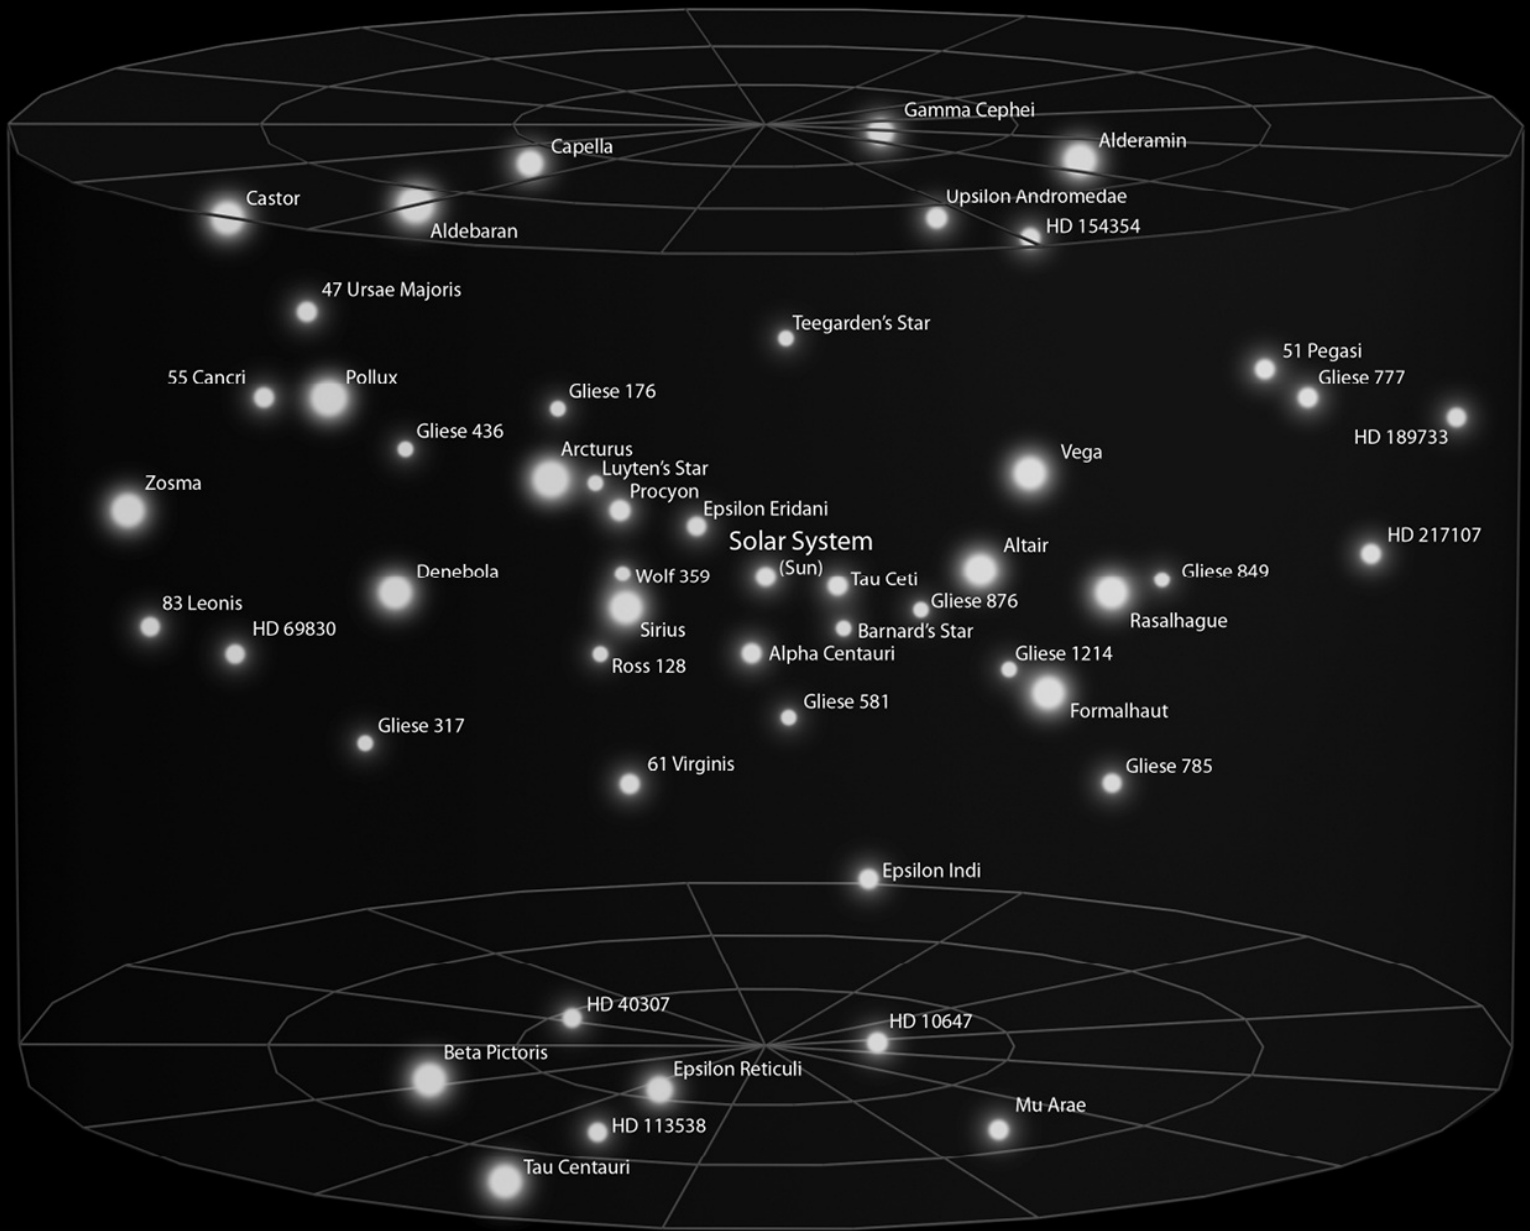 Gamma Cephei
Alderamin
Capella
Castor
Upsilon Andromedae
Aldebaran
HD 154354
47 Ursae Majoris
Teegarden's Star
51 Pegasi
55 Cancri
Pollux
Gliese 777
Gliese 176
Gliese 436
HD 189733
Arcturus
Vega
Luyten's Star
Zosma
Procyon
Epsilon Eridani
HD 217107
Solar System
(Sun)
Altair
Denebola
Wolf 359
Tau Ceti
Gliese 849
83 Leonis
Gliese 876
HD 69830
Sirius
Barnard's Star
Rasalhague
Ross 128
Alpha Centauri
Gliese 1214
Gliese 581
Formalhaut
Gliese 317
61 Virginis
Gliese 785
Epsilon Indi
HD 40307
HD 10647
Beta Pictoris
Epsilon Reticuli
Mu Arae
HD 113538
Tau Centauri